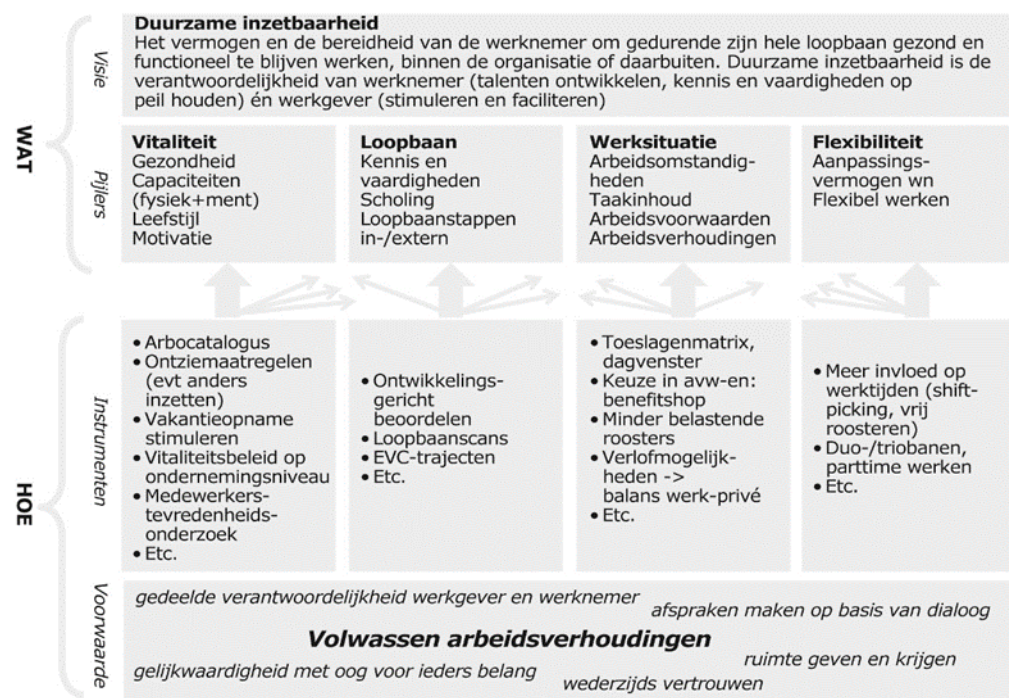 WAT
Visie
Duurzame inzetbaarheid
Het vermogen en de bereidheid van de werknemer om gedurende zijn hele loopbaan gezond en
functioneel te blijven werken, binnen de organisatie of daarbuiten. Duurzame inzetbaarheid is de
verantwoordelijkheid van werknemer (talenten ontwikkelen, kennis en vaardigheden op
peil houden) én werkgever (stimuleren en faciliteren)
Pijlers
Vitaliteit
Gezondheid
Capaciteiten
(fysiek+ment)
Leefstijl
Motivatie
Loopbaan
Kennis en
vaardigheden
Scholing
Loopbaanstappen
in-/extern
Werksituatie
Arbeidsomstandig-
heden
Taakinhoud
Arbeidsvoorwaarden
Arbeidsverhoudingen
Flexibiliteit
Aanpassings-
vermogen wn
Flexibel werken
HOE
Instrumenten
• Arbocatalogus
• Ontziemaatregelen
(evt anders
inzetten)
• Vakantieopname
stimuleren
• Vitaliteitsbeleid op
ondernemingsniveau
• Medewerkers-
tevredenheids-
onderzoek
• Etc.
• Ontwikkelings-
gericht
beoordelen
• Loopbaanscans
• EVC-trajecten
• Etc.
• Toeslagenmatrix,
dagvenster
• Keuze in avw-en:
benefitshop
• Minder belastende
roosters
• Verlofmogelijk-
heden ->
balans werk-privé
• Etc.
• Meer invloed op
werktijden (shift-
picking, vrij
roosteren)
• Duo-/triobanen,
parttime werken
• Etc.
Voorwaarde
gedeelde verantwoordelijkheid werkgever en werknemer
afspraken maken op basis van dialoog
Volwassen arbeidsverhoudingen
ruimte geven en krijgen
gelijkwaardigheid met oog voor ieders belang
wederzijds vertrouwen